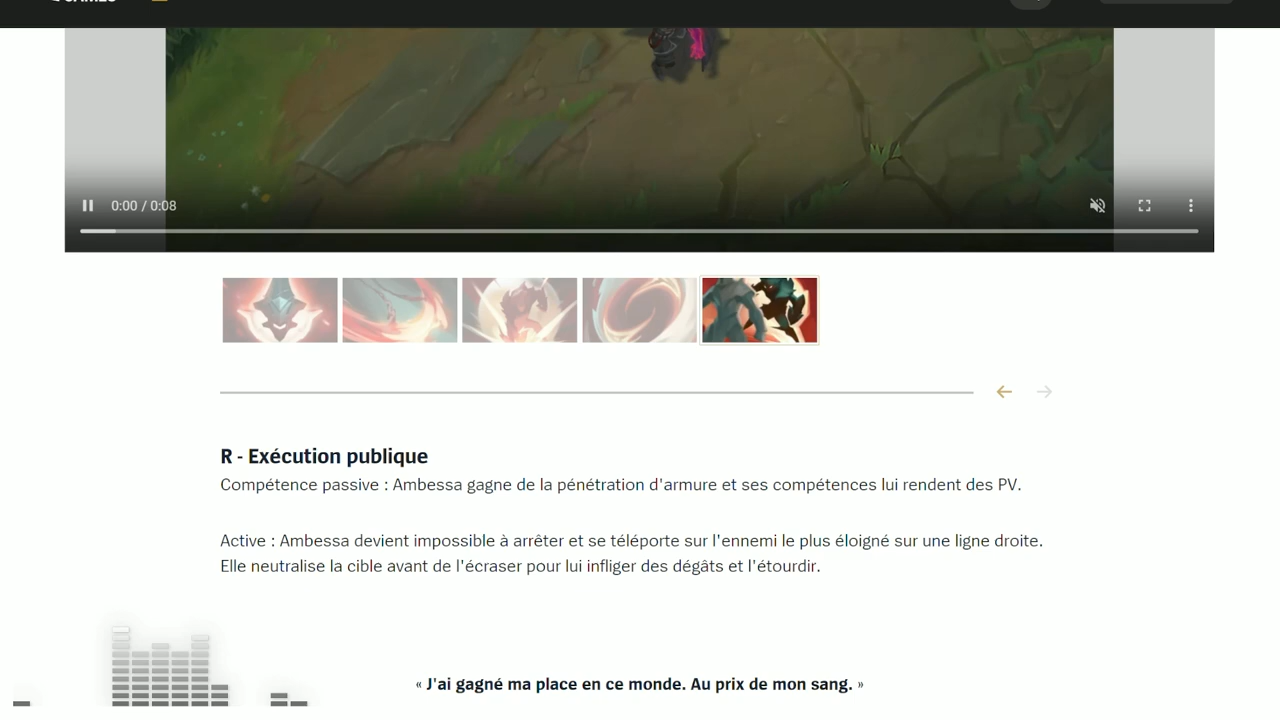 0:00 / 0:08
R - Exécution publique
Compétence passive : Ambessa gagne de la pénétration d'armure et ses compétences lui rendent des PV.
Active : Ambessa devient impossible à arrêter et se téléporte sur l'ennemi le plus éloigné sur une ligne droite.
Elle neutralise la cible avant de l'écraser pour lui infliger des dégâts et l'étourdir.
« J'ai gagné ma place en ce monde. Au prix de mon sang. »